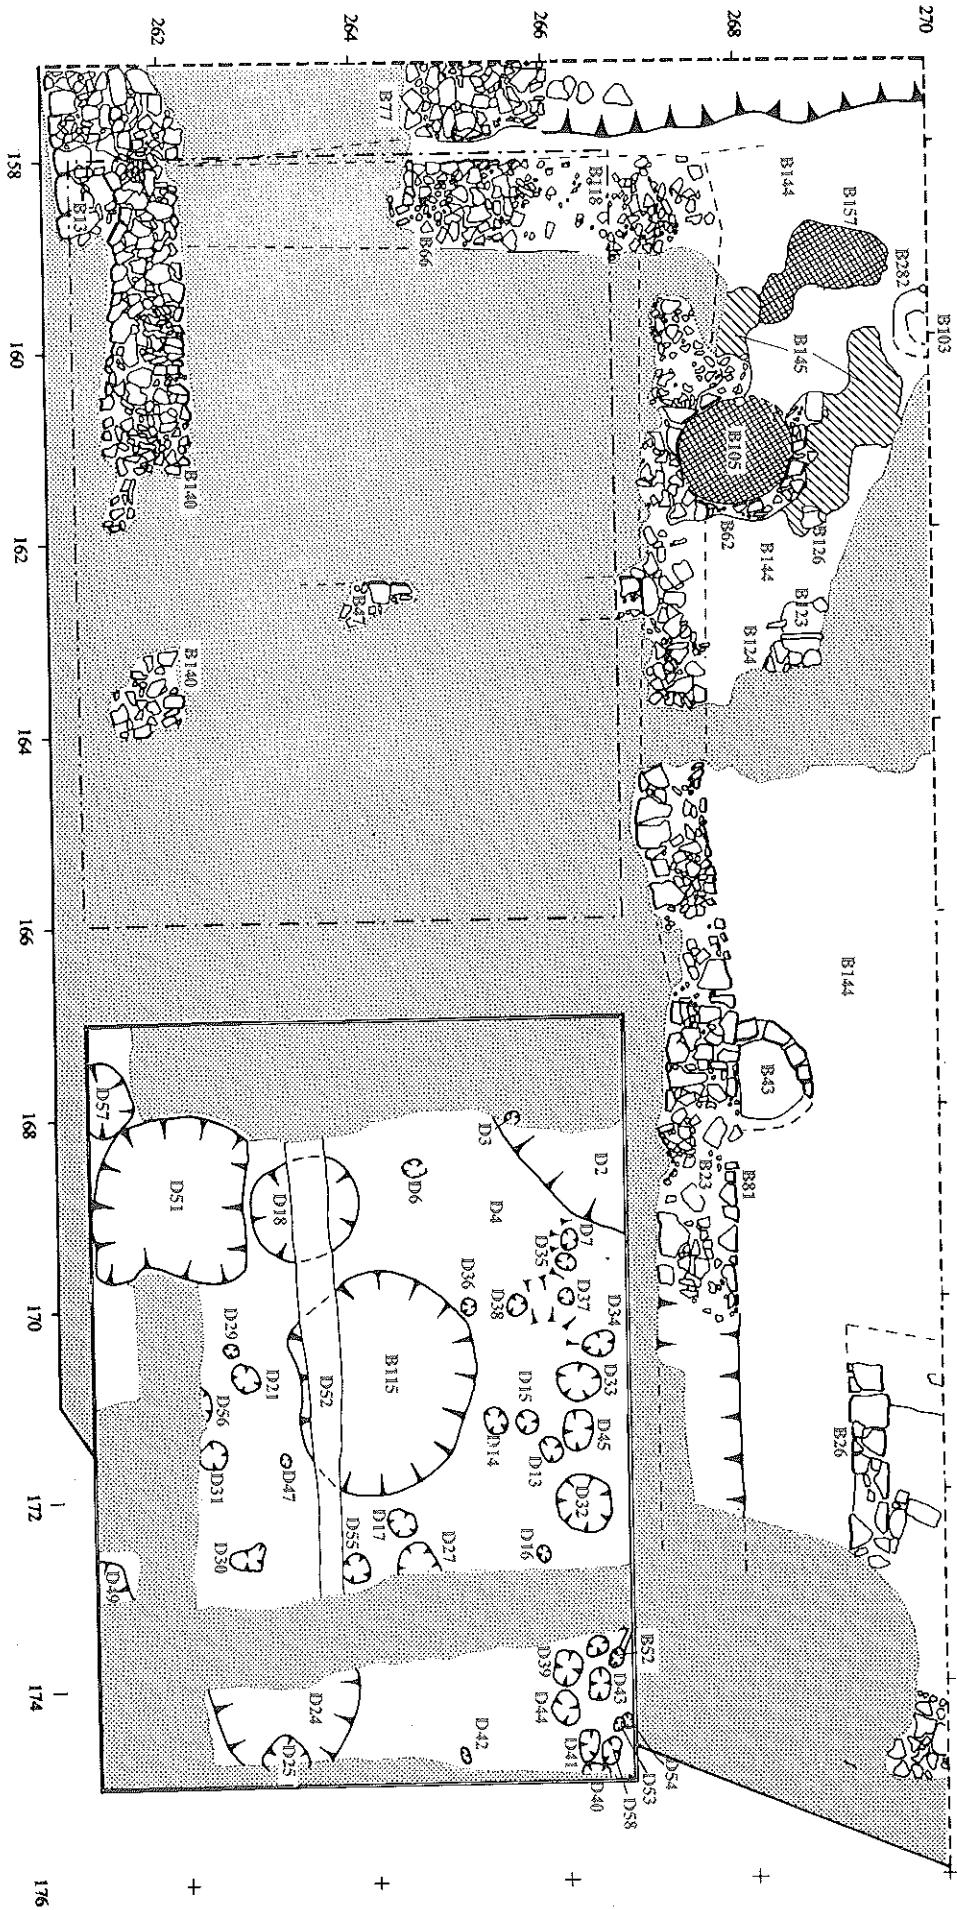 262
264
266
268
270
158
160
162
164
166
168
170
172
174
176
B77
B13
B118
B66
B144
B157
B282
B103
B145
B105
B140
B62
B144
B126
B123
B124
B47
B140
B144
B43
B23
B81
D57
D51
D18
D6
D3
D2
D4
D7
D35
D36
D37
D38
D34
D33
D29
D21
D56
D31
D47
D52
B115
D14
D15
D13
D45
D32
D16
D17
D27
D55
D30
D49
B26
B52
D39
D43
D44
D24
D25
D42
D41
D40
D54
D53
D58